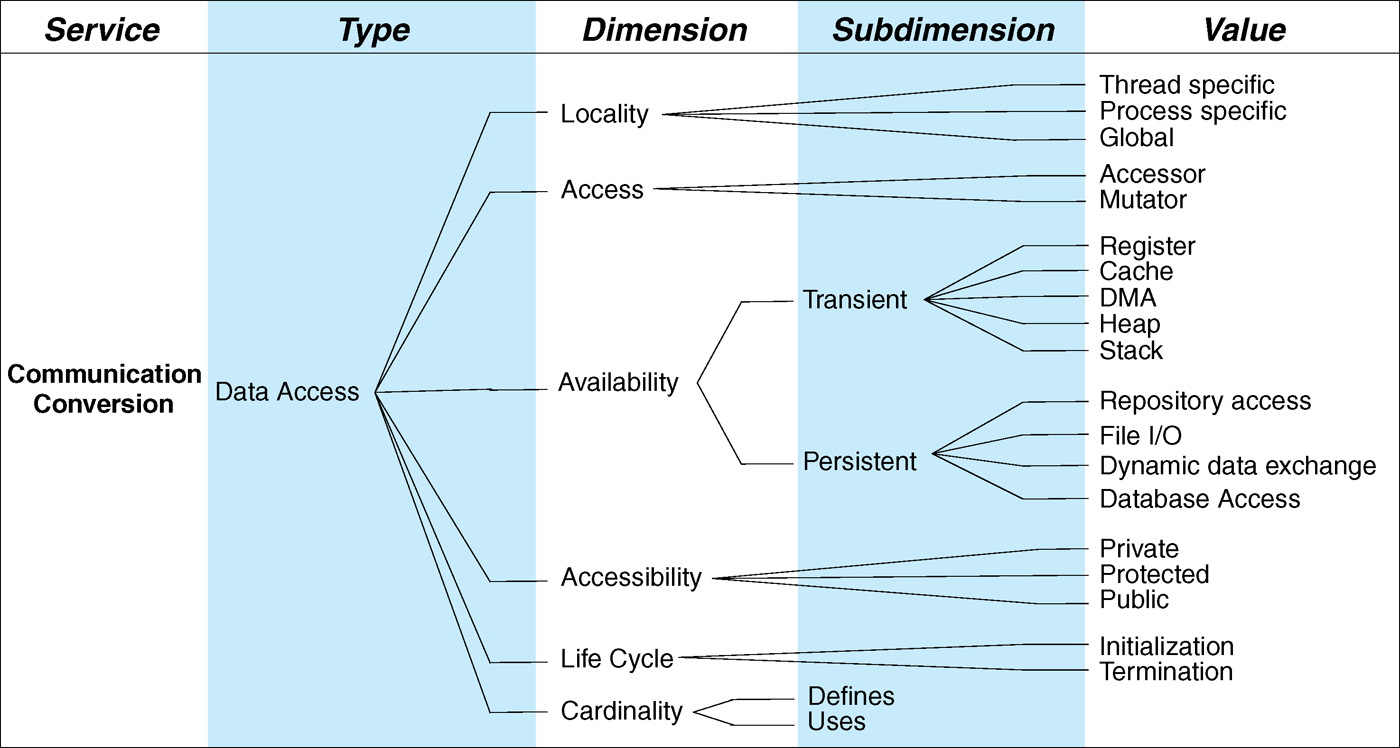 Service Type Dimension Subdimension Value
Thread specific
Locality Process specific
Global
Accessor
Access Mutator
Register
Cache
Transient DMA
Heap
Stack
Communication
Conversion
Data Access
Availability
Repository access
File I/O
Persistent Dynamic data exchange
Database Access
Private
Accessibility Protected
Public
Initialization
Life Cycle Termination
Cardinality Defines
Uses